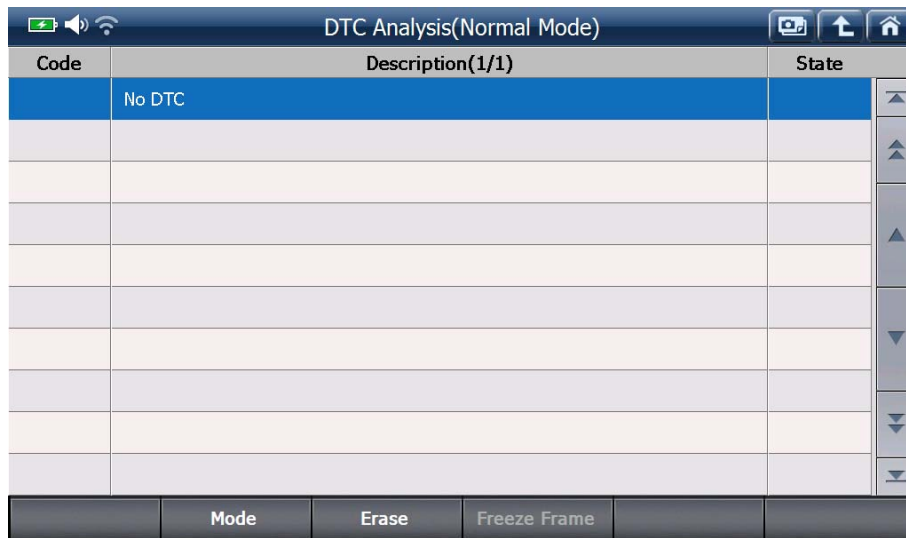 DTC Analysis(Normal Mode)
Code Description(1/1) State
No DTC
Mode Erase Freeze Frame